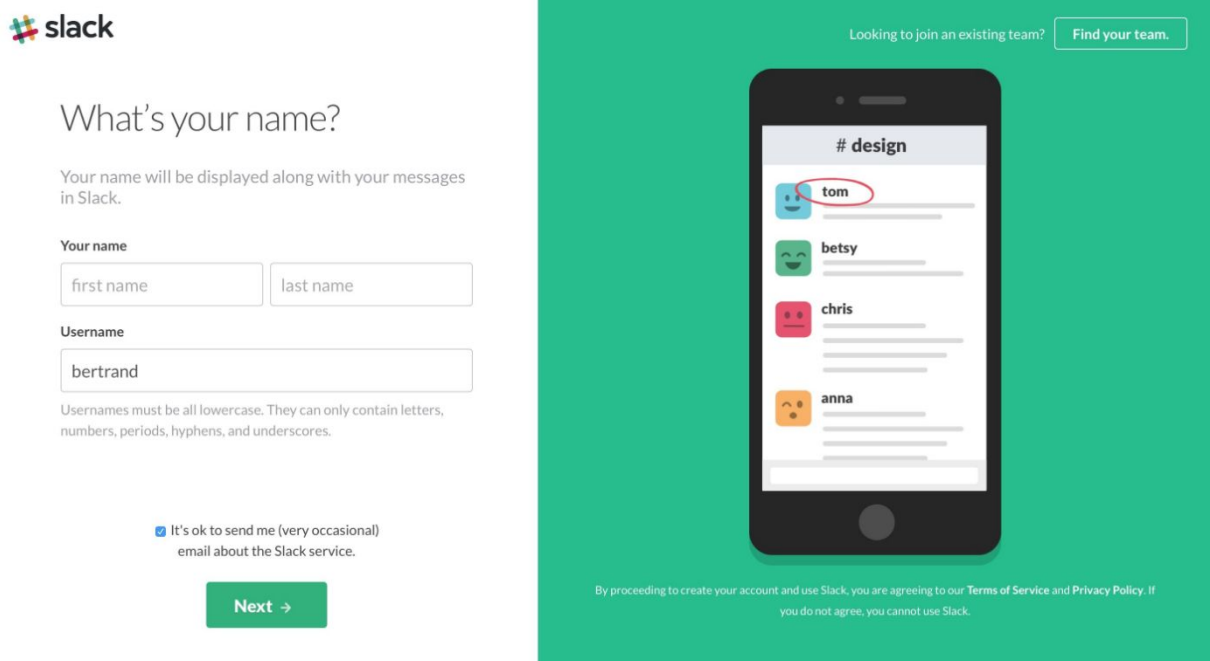 slack
What's your name?
Your name will be displayed along with your messages
in Slack.
Your name
first name
last name
Username
bertrand
Usernames must be all lowercase. They can only contain letters,
numbers, periods, hyphens, and underscores.
It's ok to send me (very occasional)
email about the Slack service.
Next →
Looking to join an existing team?
Find your team.
# design
tom
betsy
chris
anna
By proceeding to create your account and use Slack, you are agreeing to our Terms of Service and Privacy Policy. If
you do not agree, you cannot use Slack.